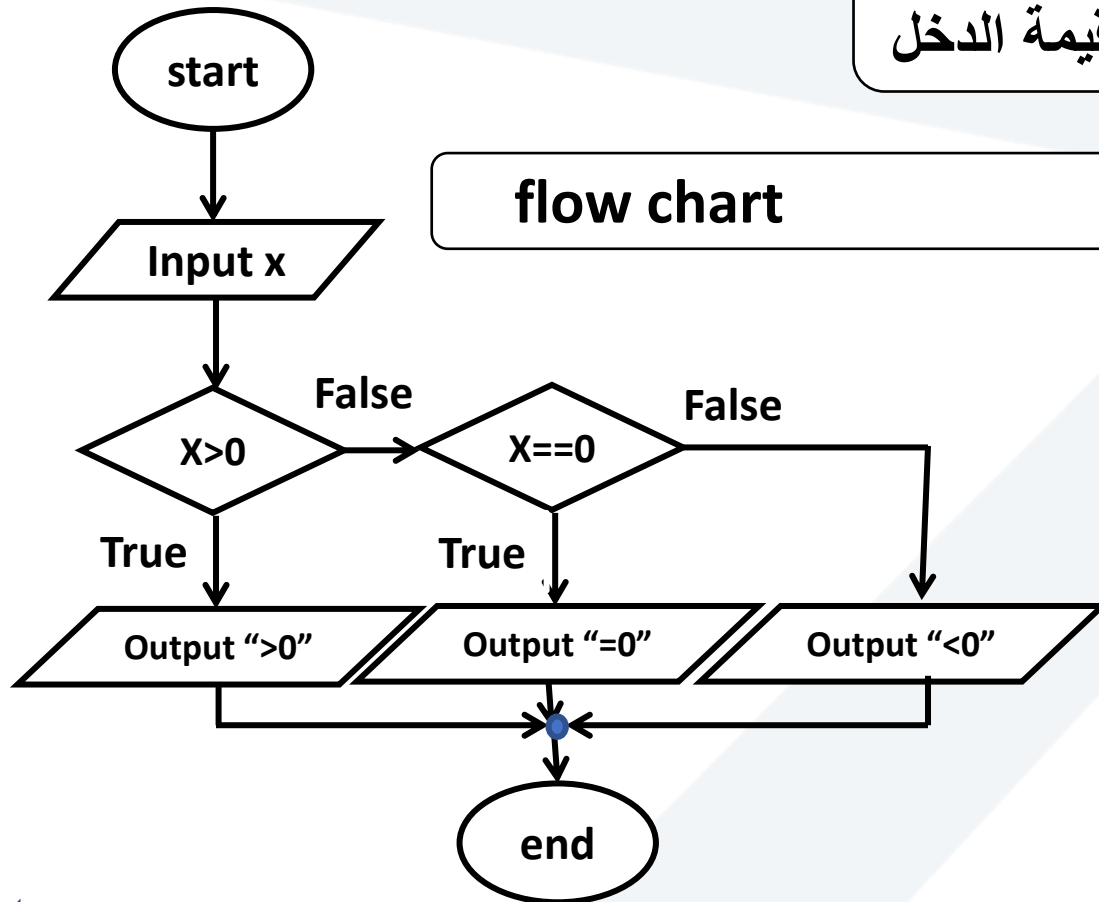 قيمة الدخل
start
flow chart
Input x
False
False
X>0
X==0
True
True
Output “>0”
Output “=0”
Output “<0”
end